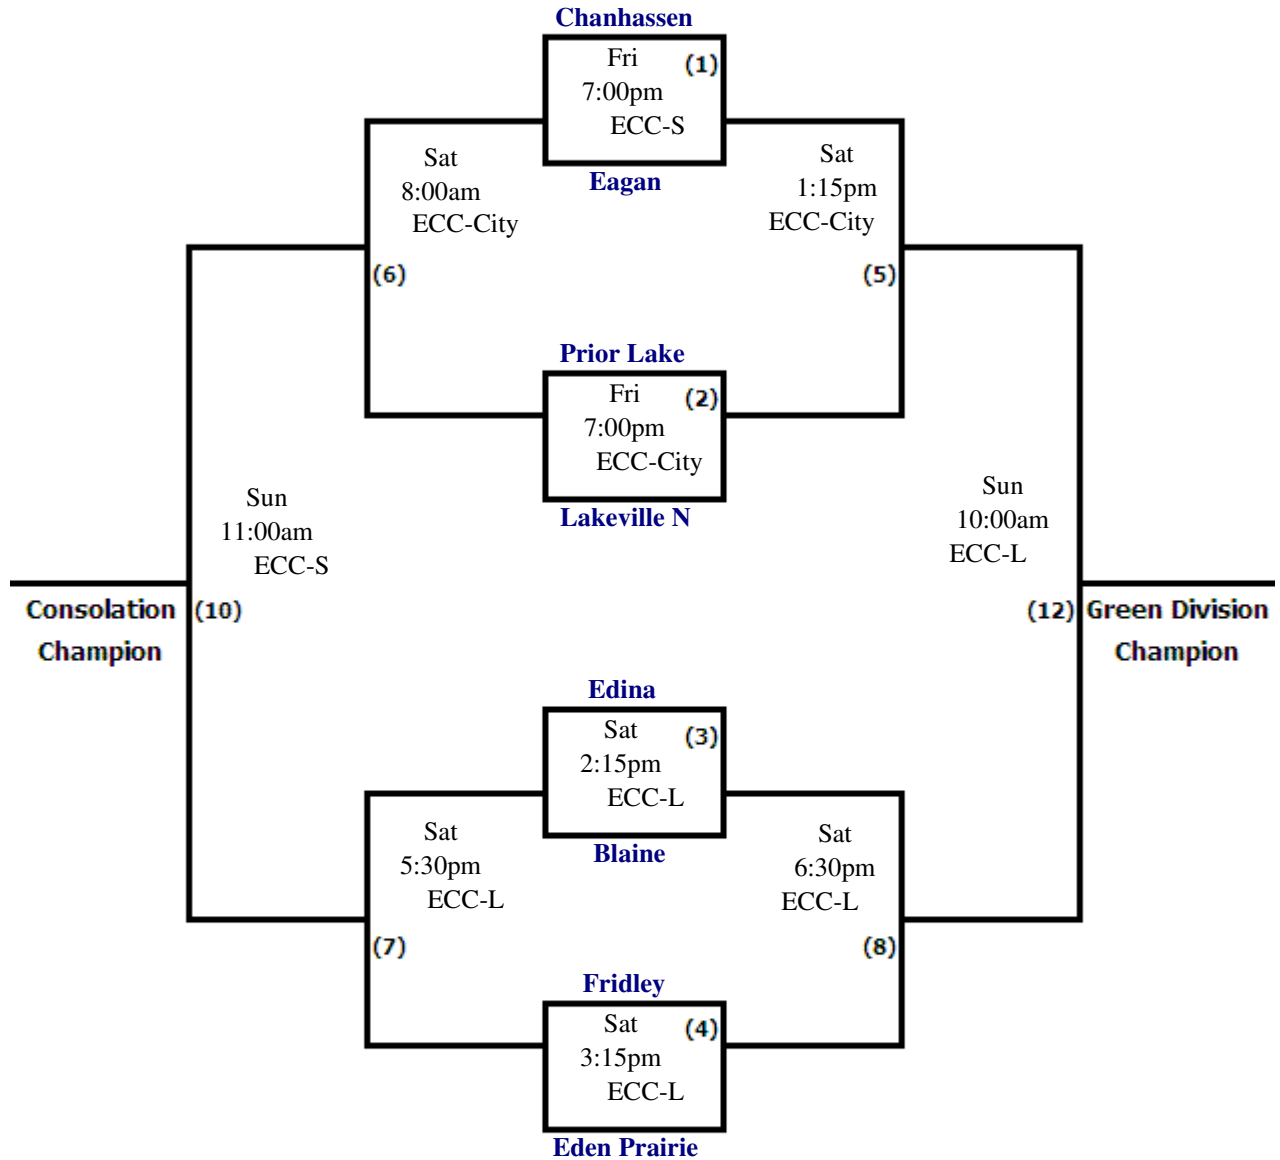 Chanhassen
Fri (1)
7:00pm
ECC-S
Eagan
Sat
8:00am
ECC-City
(6)
Sat
1:15pm
ECC-City
(5)
Prior Lake
Fri (2)
7:00pm
ECC-City
Lakeville N
Sun
11:00am
ECC-S
Consolation (10)
Champion
Sun
10:00am
ECC-L
(12) Green Division
Champion
Edina
Sat (3)
2:15pm
ECC-L
Blaine
Sat
5:30pm
ECC-L
(7)
Sat
6:30pm
ECC-L
(8)
Fridley
Sat (4)
3:15pm
ECC-L
Eden Prairie